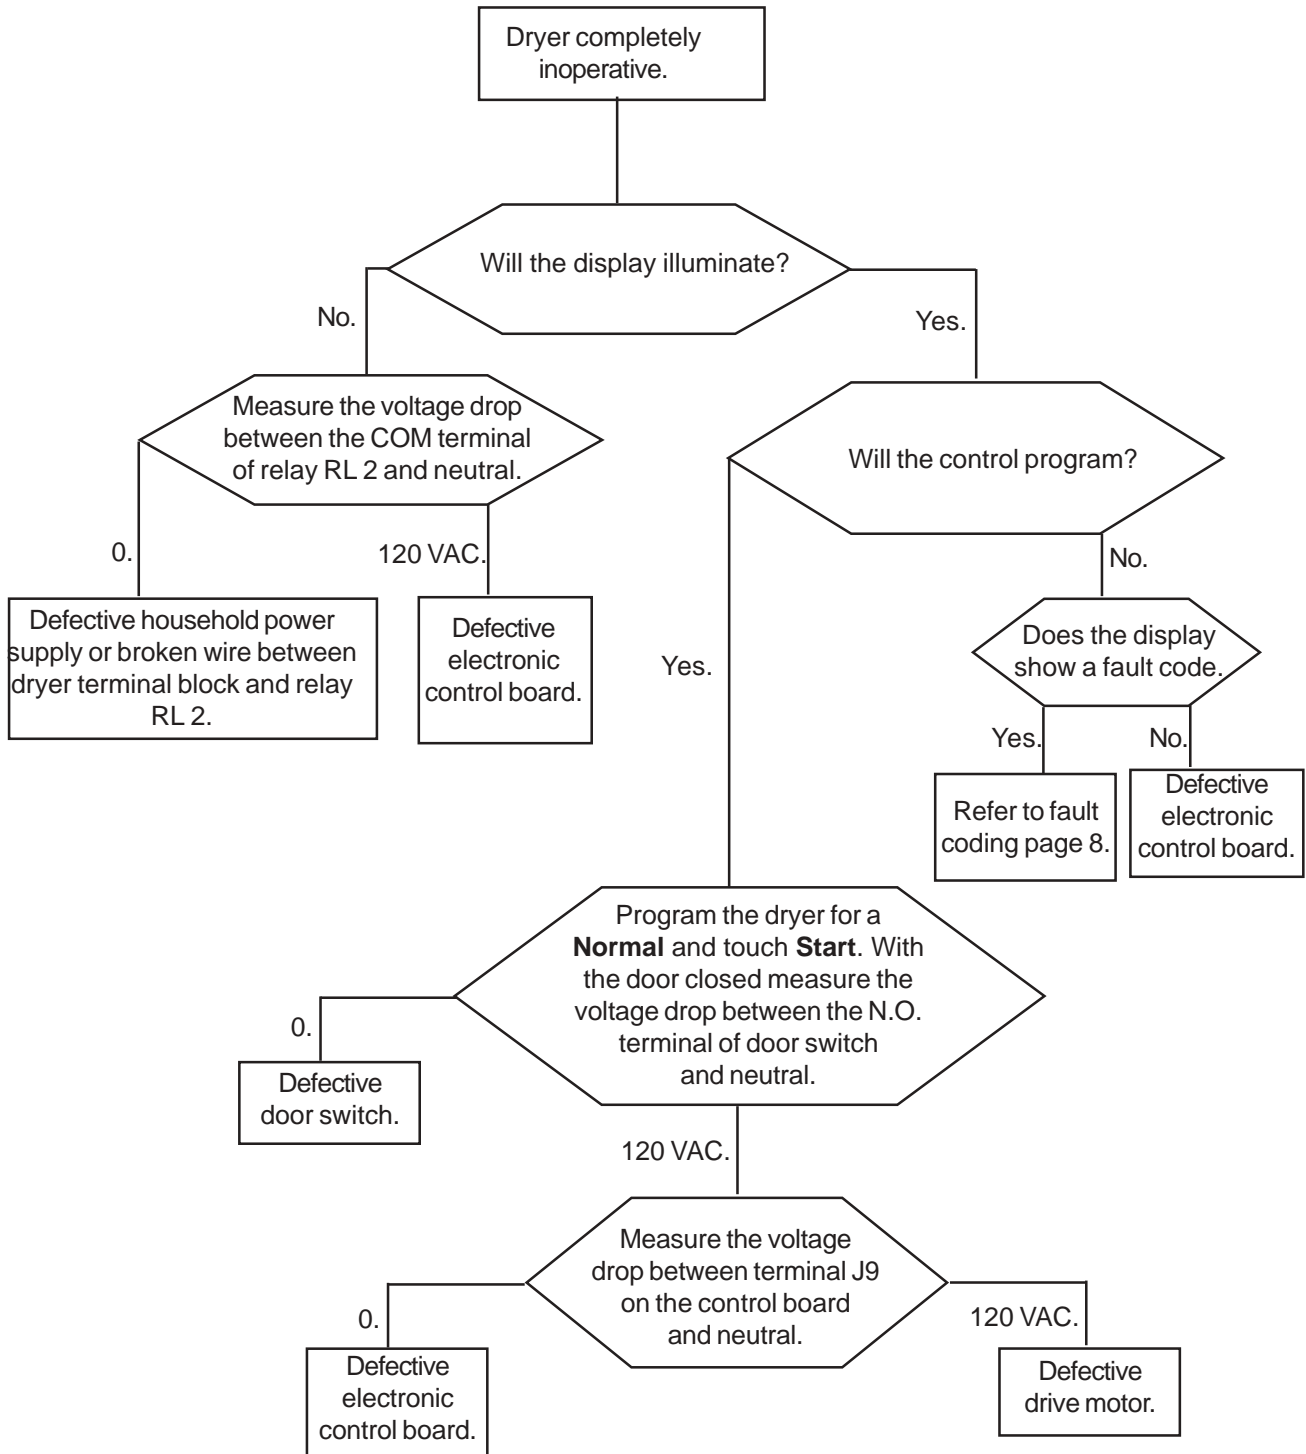 Dryer completely
inoperative.
Will the display illuminate?
No.
Yes.
Measure the voltage drop
between the COM terminal
of relay RL 2 and neutral.
Will the control program?
0.
120 VAC.
No.
Defective household power
supply or broken wire between
dryer terminal block and relay
RL 2.
Defective
electronic
control board.
Does the display
show a fault code.
Yes.
Yes.
No.
Refer to fault
coding page 8.
Defective
electronic
control board.
Program the dryer for a
Normal and touch Start. With
the door closed measure the
voltage drop between the N.O.
terminal of door switch
and neutral.
0.
Defective
door switch.
120 VAC.
Measure the voltage
drop between terminal J9
on the control board
and neutral.
0.
120 VAC.
Defective
electronic
control board.
Defective
drive motor.